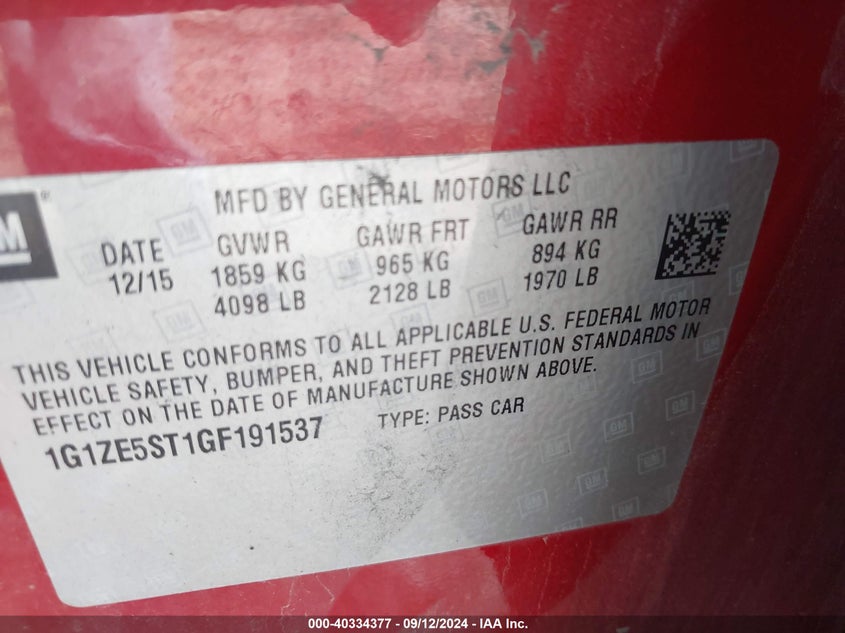 GM ®
MFD BY GENERAL MOTORS LLC
DATE GVWR GAWR FRT GAWR RR
12/15 1859 KG 965 KG 894 KG
4098 LB 2128 LB 1970 LB
THIS VEHICLE CONFORMS TO ALL APPLICABLE U.S. FEDERAL MOTOR
VEHICLE SAFETY, BUMPER, AND THEFT PREVENTION STANDARDS IN
EFFECT ON THE DATE OF MANUFACTURE SHOWN ABOVE.
1G1ZE5ST1GF191537 TYPE: PASS CAR
000-40334377 - 09/12/2024 - IAA Inc.